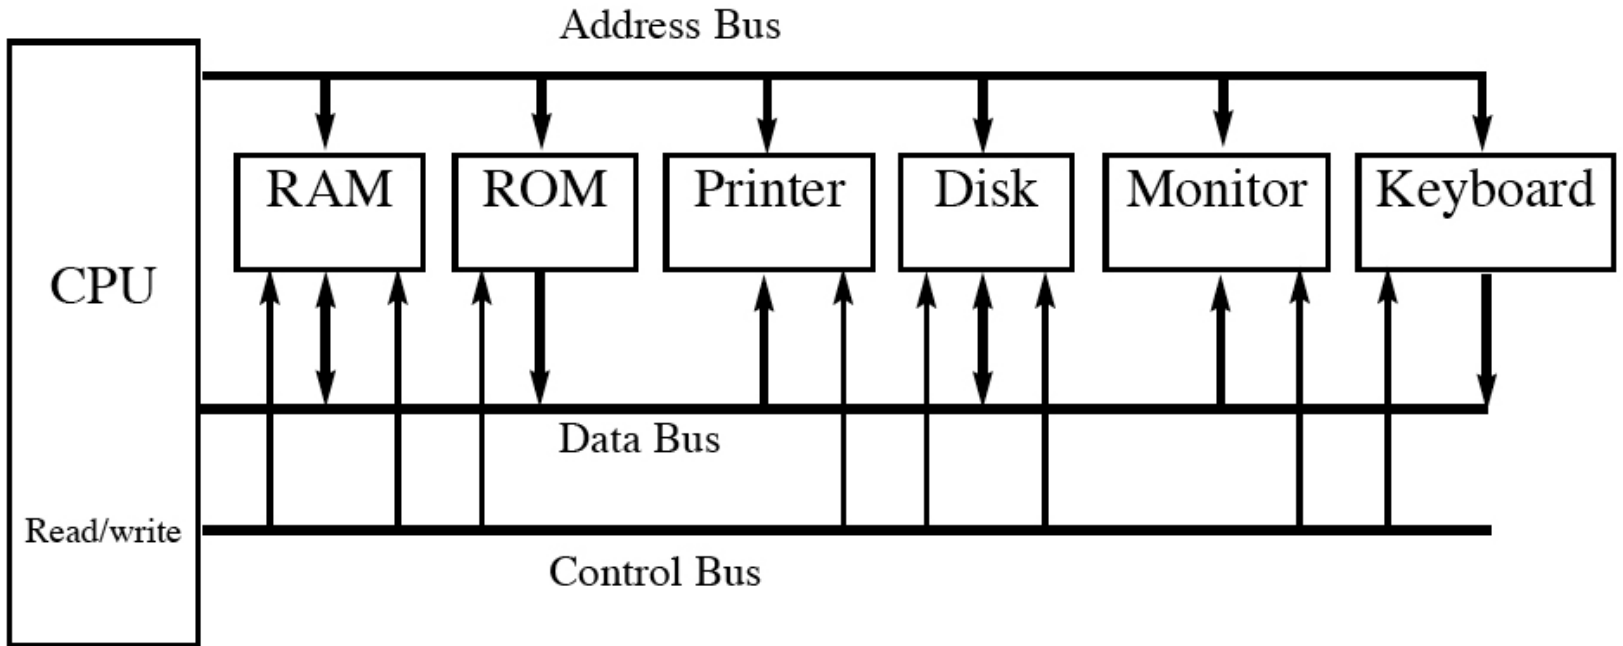 Address Bus
RAM
ROM
Printer
Disk
Monitor
Keyboard
CPU
Data Bus
Read/write
Control Bus